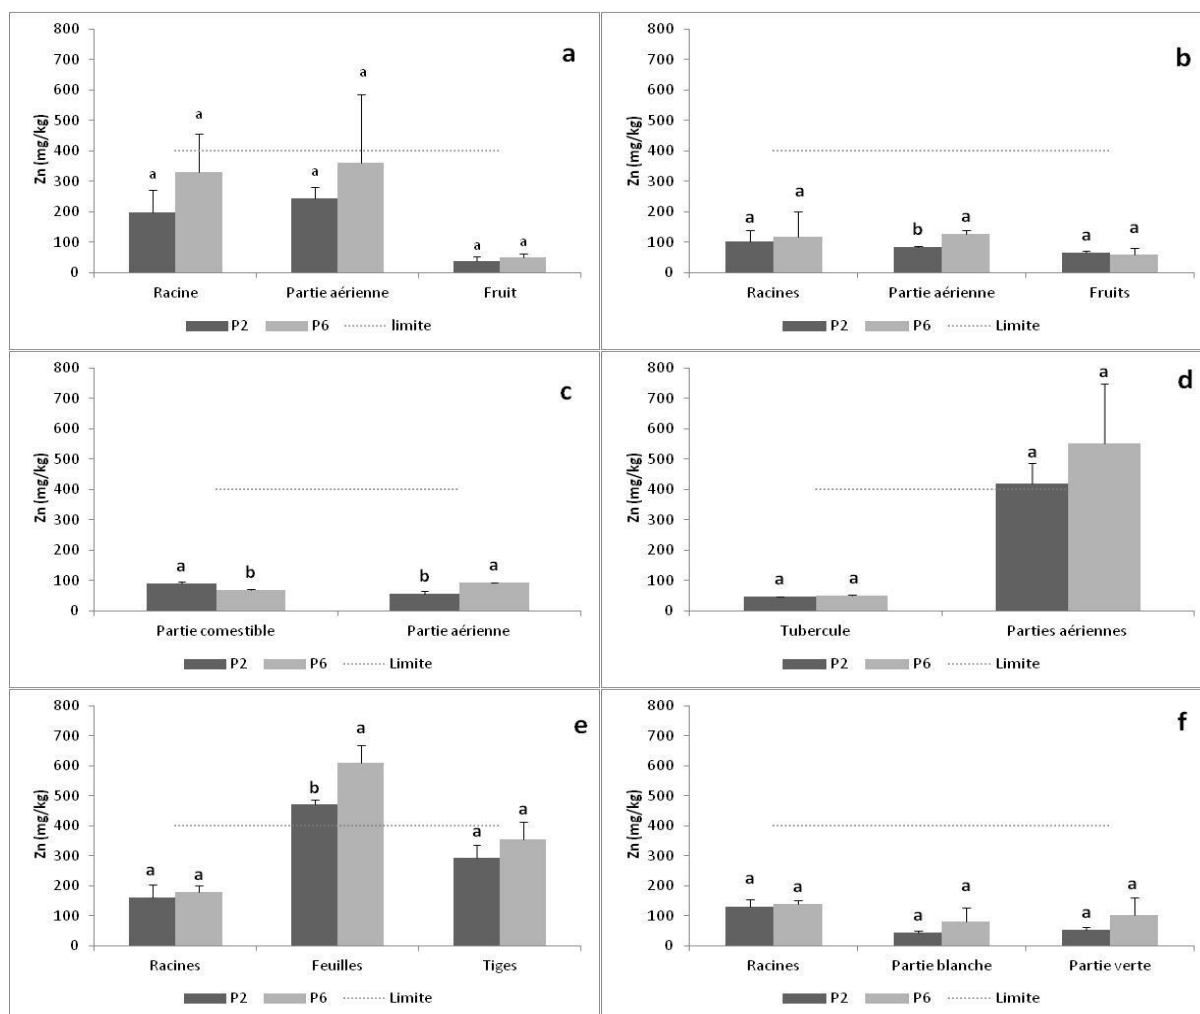 a
800
700
600
500
400
300
200
100
0
Zn (mg/kg)
a a a a a a
Racine Partie aérienne Fruit
P2 P6 limite
b
800
700
600
500
400
300
200
100
0
Zn (mg/kg)
a a b a a a
Racines Partie aérienne Fruits
P2 P6 Limite
c
800
700
600
500
400
300
200
100
0
Zn (mg/kg)
a b b a
Partie comestible Partie aérienne
P2 P6 Limite
d
800
700
600
500
400
300
200
100
0
Zn (mg/kg)
a a a a
Tubercule Parties aériennes
P2 P6 Limite
e
800
700
600
500
400
300
200
100
0
Zn (mg/kg)
a a b a a a
Racines Feuilles Tiges
P2 P6 Limite
f
800
700
600
500
400
300
200
100
0
Zn (mg/kg)
a a a a a a
Racines Partie blanche Partie verte
P2 P6 Limite